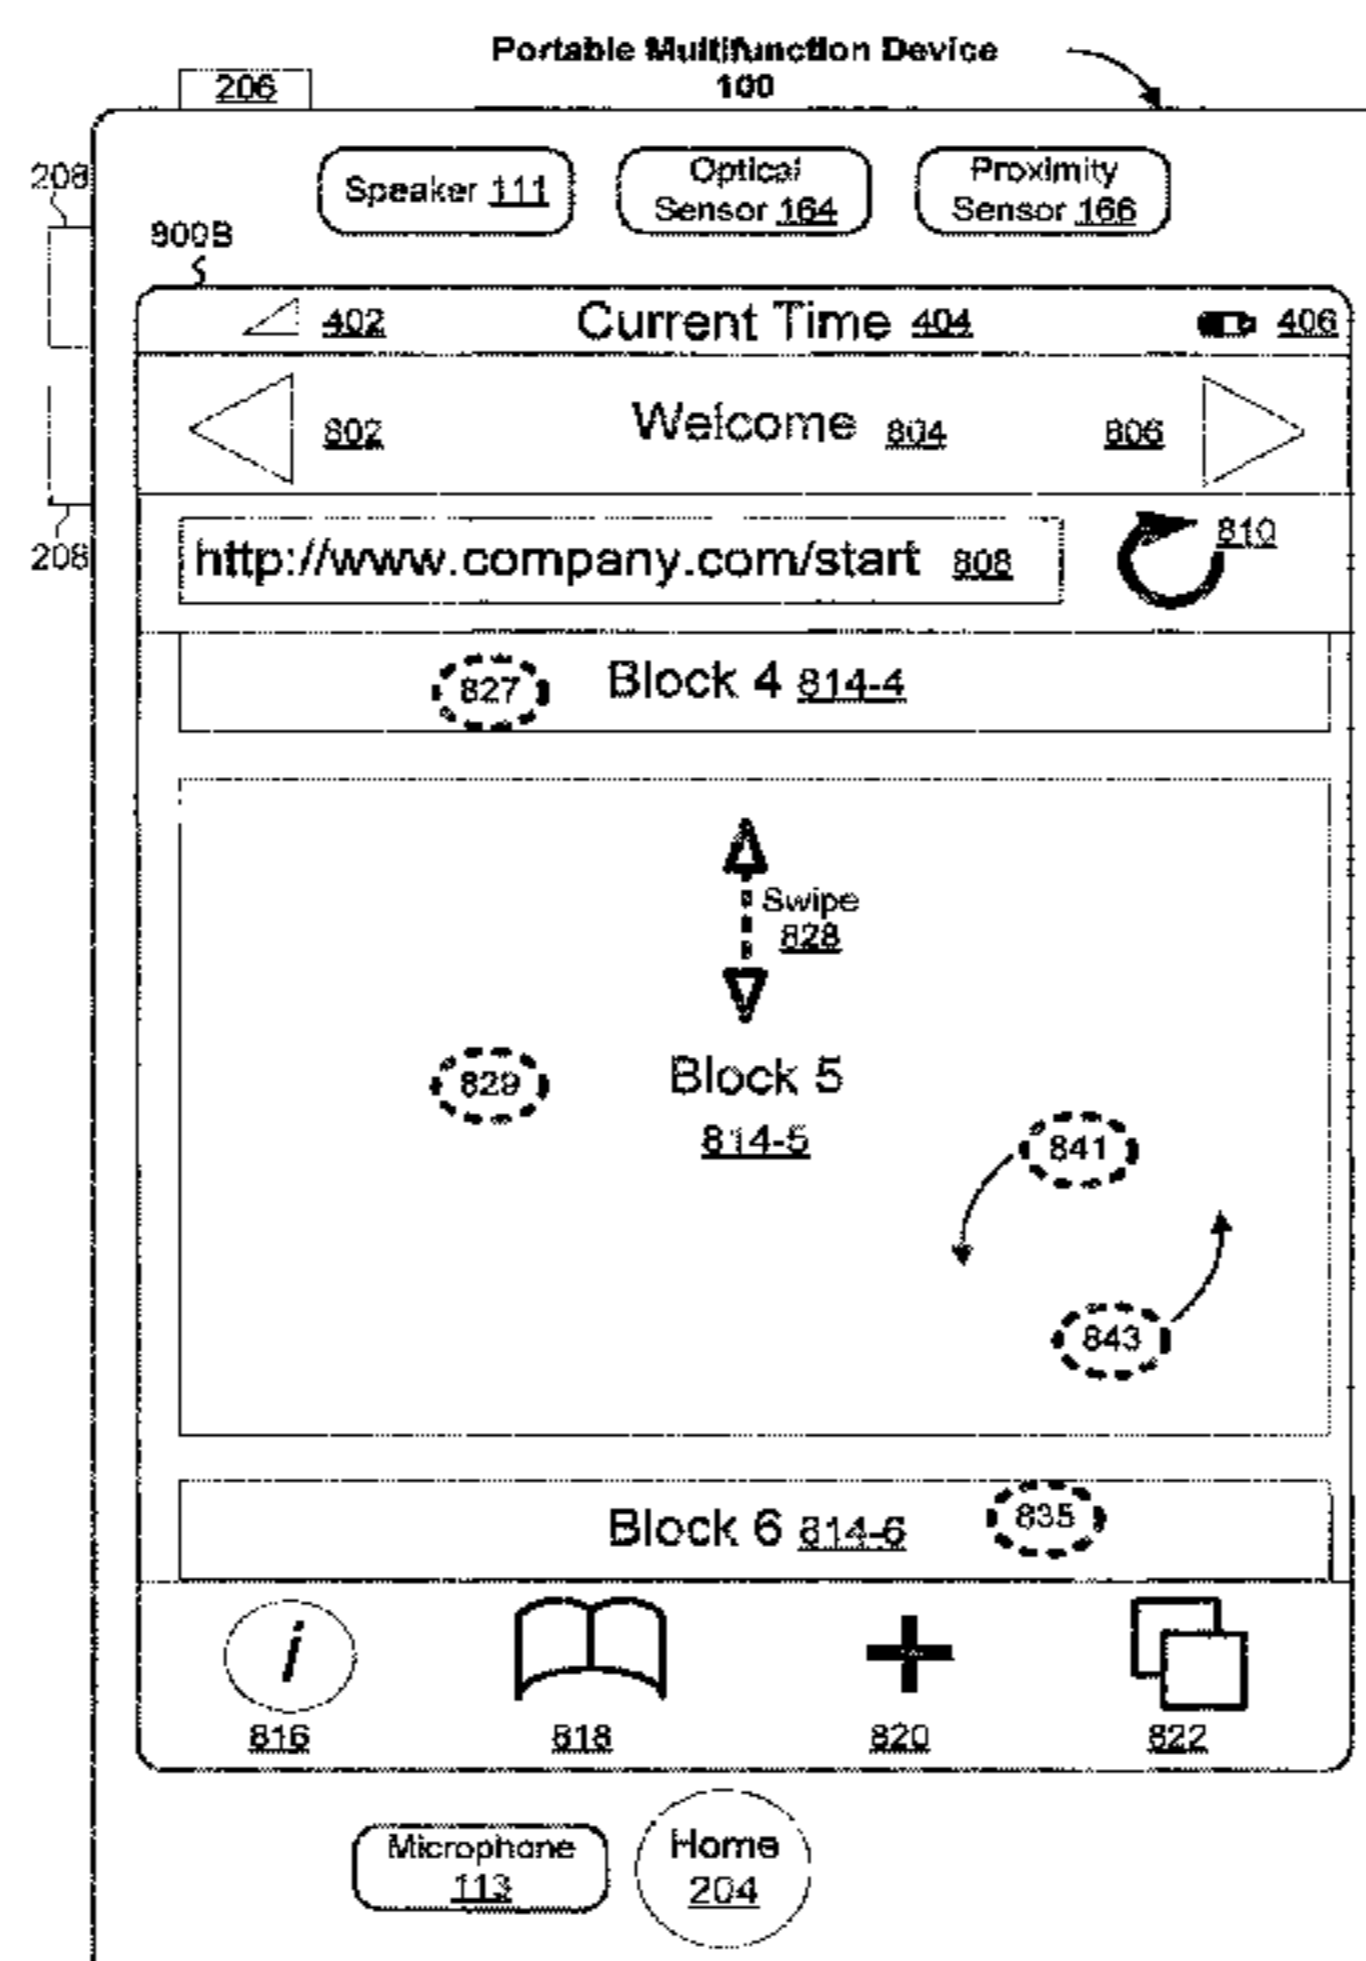 Portable Multifunction Device
100
206
208
Speaker 111
Optical
Sensor 164
Proximity
Sensor 166
900B
402
Current Time 404
406
802
Welcome 804
806
208
http://www.company.com/start 808
810
827
Block 4 814-4
Swipe
828
829
Block 5
814-5
841
843
Block 6 814-6
835
i
816
818
820
822
Microphone
113
Home
204